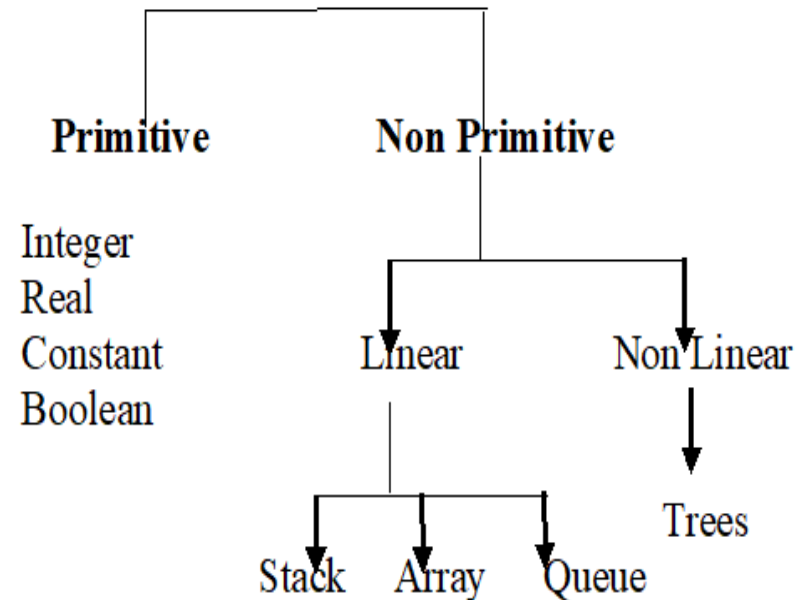 Primitive Non Primitive
Integer
Real
Constant
Boolean
Linear Non Linear
Trees
Stack Array Queue